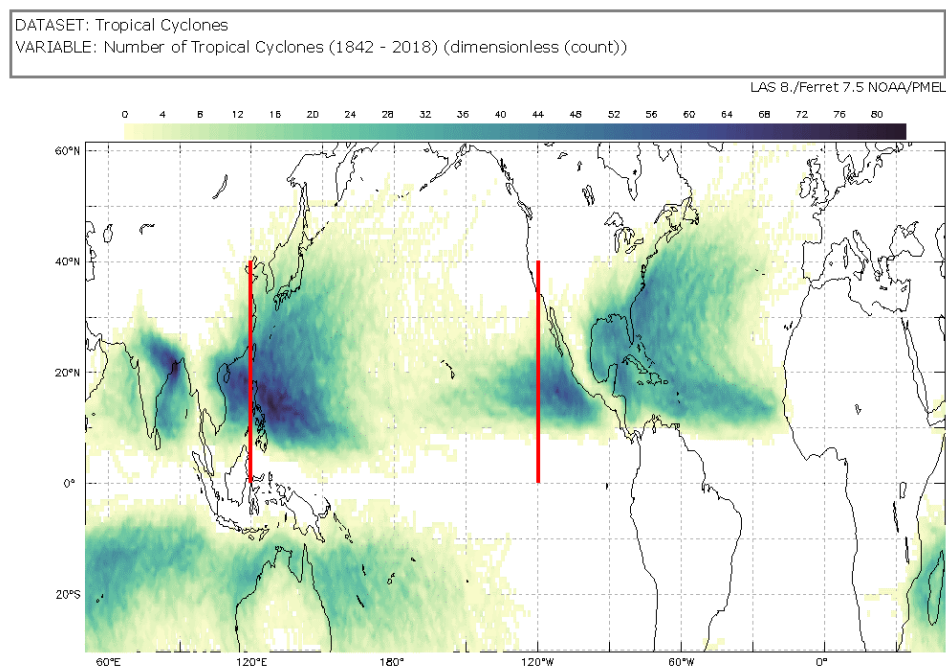 DATASET: Tropical Cyclones
VARIABLE: Number of Tropical Cyclones (1842 - 2018) (dimensionless (count))
LAS 8./Ferret 7.5 NOAA/PMEL
0 4 8 12 16 20 24 28 32 36 40 44 48 52 56 60 64 68 72 76 80
60°N
40°N
20°N
0°
20°S
60°E 120°E 180° 120°W 60°W 0°